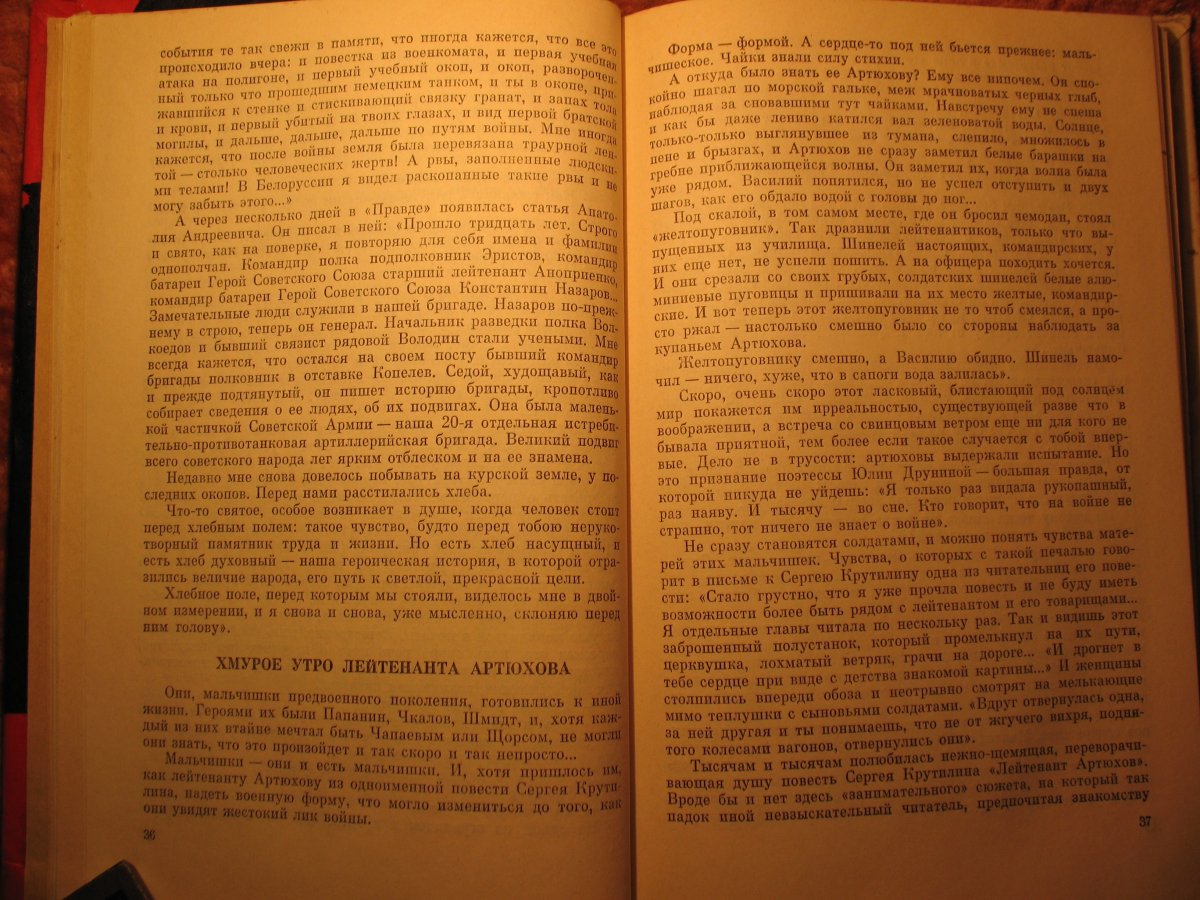 события те так свежи в памяти, что иногда кажется, что все это
происходило вчера: и повестка из военкомата, и первая учебная
атака на полигоне, и первый учебный окоп, и окоп, разворочен-
ный только что прошедшим немецким танком, и ты в окопе, при-
жавшийся к стенке и стискивающий связку гранат, и запах тола
и крови, и первый убитый на твоих глазах, и вид первой братской
могилы, и дальше, дальше, дальше по путям войны. Мне иногда
кажется, что после войны земля была перевязана траурной лен-
той — столько человеческих жертв! А рвы, заполненные людски-
ми телами! В Белоруссии я видел раскопанные такие рвы и не
могу забыть этого...»
А через несколько дней в «Правде» появилась статья Анато-
лия Андреевича. Он писал в ней: «Прошло тридцать лет. Строго
и свято, как на поверке, я повторяю для себя имена и фамилии
однополчан. Командир полка подполковник Эристов, командир
батареи Герой Советского Союза старший лейтенант Аноприенко,
командир батареи Герой Советского Союза Константин Назаров...
Замечательные люди служили в нашей бригаде. Назаров по-преж-
нему в строю, теперь он генерал. Начальник разведки полка Вол-
коедов и бывший связист рядовой Володин стали учеными. Мне
всегда кажется, что остался на своем посту бывший командир
бригады полковник в отставке Копелев. Седой, худощавый, как
и прежде подтянутый, он пишет историю бригады, кропотливо
собирает сведения о ее людях, об их подвигах. Она была малень-
кой частичкой Советской Армии — наша 20-я отдельная истреби-
тельно-противотанковая артиллерийская бригада. Великий подвиг
всего советского народа лег ярким отблеском и на ее знамена.
Недавно мне снова довелось побывать на курской земле, у по-
следних окопов. Перед нами расстилались хлеба.
Что-то святое, особое возникает в душе, когда человек стоит
перед хлебным полем: такое чувство, будто перед тобою неруко-
творный памятник труда и жизни. Но есть хлеб насущный, и
есть хлеб духовный — наша героическая история, в которой отра-
зились величие народа, его путь к светлой, прекрасной цели.
Хлебное поле, перед которым мы стояли, виделось мне в двой-
ном измерении, и я снова и снова, уже мысленно, склоняю перед
ним голову».
ХМУРОЕ УТРО ЛЕЙТЕНАНТА АРТЮХОВА
Они, мальчишки предвоенного поколения, готовились к иной
жизни. Героями их были Папанин, Чкалов, Шмидт, и, хотя каж-
дый из них втайне мечтал быть Чапаевым или Щорсом, не могли
они знать, что это произойдет и так скоро и так непросто...
Мальчишки — они и есть мальчишки. И, хотя пришлось им,
как лейтенанту Артюхову из одноименной повести Сергея Крути-
лина, надеть военную форму, что могло измениться до того, как
они увидят жестокий лик войны.
36
Форма — формой. А сердце-то под ней бьется прежнее: маль-
чишеское. Чайки знали силу стихии.
А откуда было знать ее Артюхову? Ему все нипочем. Он спо-
койно шагал по морской гальке, меж мрачноватых черных глыб,
наблюдая за сновавшими тут чайками. Навстречу ему не спеша
и как бы даже лениво катился вал зеленоватой воды. Солнце,
только-только выглянувшее из тумана, слепило, множилось в
пене и брызгах, и Артюхов не сразу заметил белые барашки на
гребне приближающейся волны. Он заметил их, когда волна была
уже рядом. Василий попятился, но не успел отступить и двух
шагов, как его обдало водой с головы до ног...
Под скалой, в том самом месте, где он бросил чемодан, стоял
«желтопуговник». Так дразнили лейтенантиков, только что вы-
пущенных из училища. Шинелей настоящих, командирских, у
них еще нет, не успели пошить. А на офицера походить хочется.
И они срезали со своих грубых, солдатских шинелей белые алю-
миниевые пуговицы и пришивали на их место желтые, командир-
ские. И вот теперь этот желтопуговник не то чтоб смеялся, а про-
сто ржал — настолько смешно было со стороны наблюдать за
купаньем Артюхова.
Желтопуговнику смешно, а Василию обидно. Шинель намо-
чил — ничего, хуже, что в сапоги вода залилась».
Скоро, очень скоро этот ласковый, блистающий под солнцем
мир покажется им ирреальностью, существующей разве что в
воображении, а встреча со свинцовым ветром еще ни для кого не
бывала приятной, тем более если такое случается с тобой впер-
вые. Дело не в трусости: артюховы выдержали испытание. Но
это признание поэтессы Юлии Друниной — большая правда, от
которой никуда не уйдешь: «Я только раз видала рукопашный,
раз наяву. И тысячу — во сне. Кто говорит, что на войне не
страшно, тот ничего не знает о войне».
Не сразу становятся солдатами, и можно понять чувства мате-
рей этих мальчишек. Чувства, о которых с такой печалью гово-
рит в письме к Сергею Крутилину одна из читательниц его пове-
сти: «Стало грустно, что я уже прочла повесть и не буду иметь
возможности более быть рядом с лейтенантом и его товарищами...
Я отдельные главы читала по нескольку раз. Так и видишь этот
заброшенный полустанок, который промелькнул на их пути,
церквушка, лохматый ветряк, грачи на дороге... «И дрогнет в
тебе сердце при виде с детства знакомой картины...» И женщины
столпились впереди обоза и неотрывно смотрят на мелькающие
мимо теплушки с сыновьями солдатами. «Вдруг отвернулась одна,
за ней другая и ты понимаешь, что не от жгучего вихря, подня-
того колесами вагонов, отвернулись они».
Тысячам и тысячам полюбилась нежно-щемящая, переворачи-
вающая душу повесть Сергея Крутилина «Лейтенант Артюхов».
Вроде бы и нет здесь «занимательного» сюжета, на который так
падок иной невзыскательный читатель, предпочитая знакомству
37